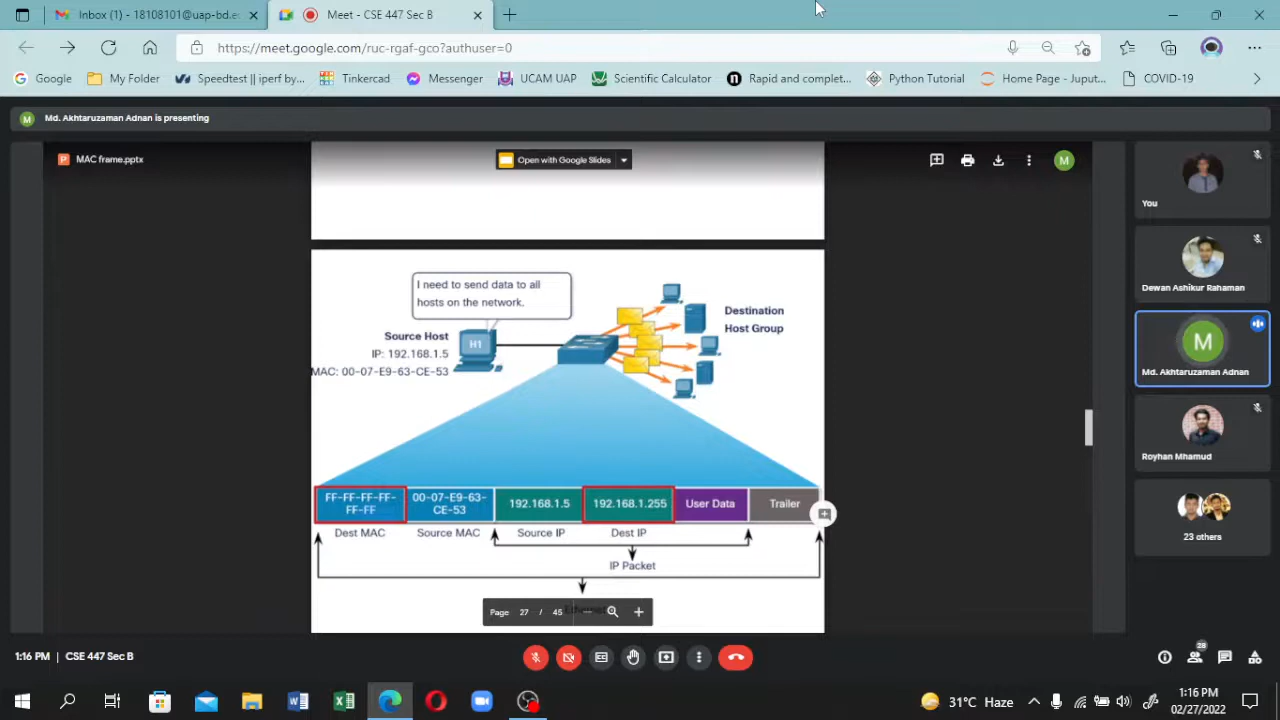 Inbox (1) - 18108101@uap-bd.e
Meet - CSE 447 Sec B
https://meet.google.com/ruc-rgaf-gco?authuser=0
Google
My Folder
Speedtest || iperf by...
Tinkercad
Messenger
UCAM UAP
Scientific Calculator
Rapid and complet...
Python Tutorial
Home Page - Juput...
COVID-19
M
Md. Akhtaruzaman Adnan is presenting
P
MAC frame.pptx
Open with Google Slides
M
You
Dewan Ashikur Rahaman
M
Md. Akhtaruzaman Adnan
Royhan Mhamud
23 others
I need to send data to all
hosts on the network.
Source Host
IP: 192.168.1.5
MAC: 00-07-E9-63-CE-53
H1
Destination
Host Group
FF-FF-FF-FF-
FF-FF
00-07-E9-63-
CE-53
192.168.1.5
192.168.1.255
User Data
Trailer
Dest MAC
Source MAC
Source IP
Dest IP
IP Packet
Page 27 / 45
1:16 PM | CSE 447 Sec B
28
31°C Haze
1:16 PM
02/27/2022